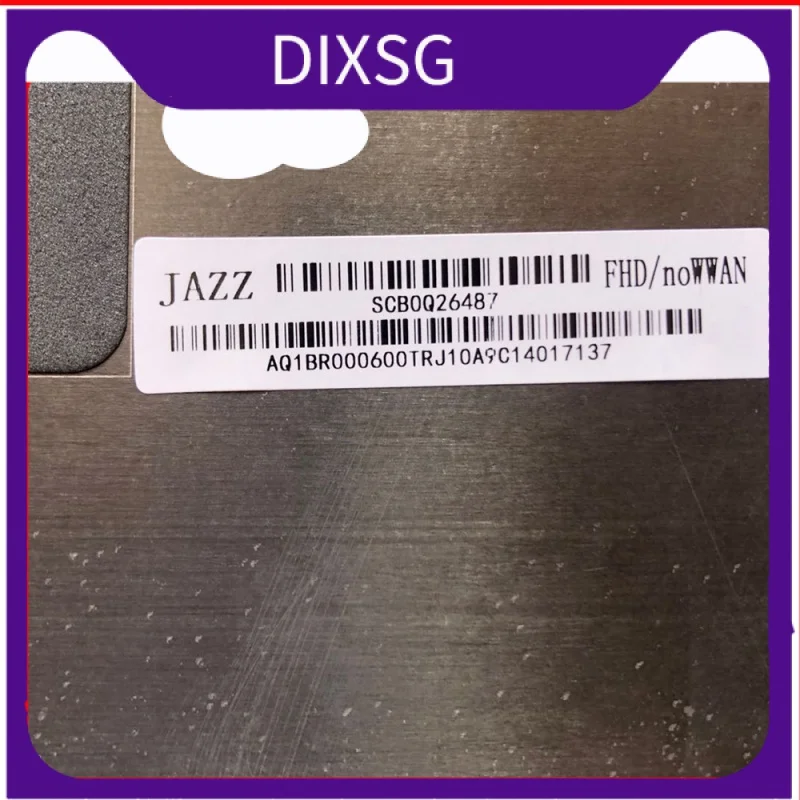 DIXSG
JAZZ FHD/noWWAN
SCB0Q26487
AQ1BR000600TRJ10A9C14017137